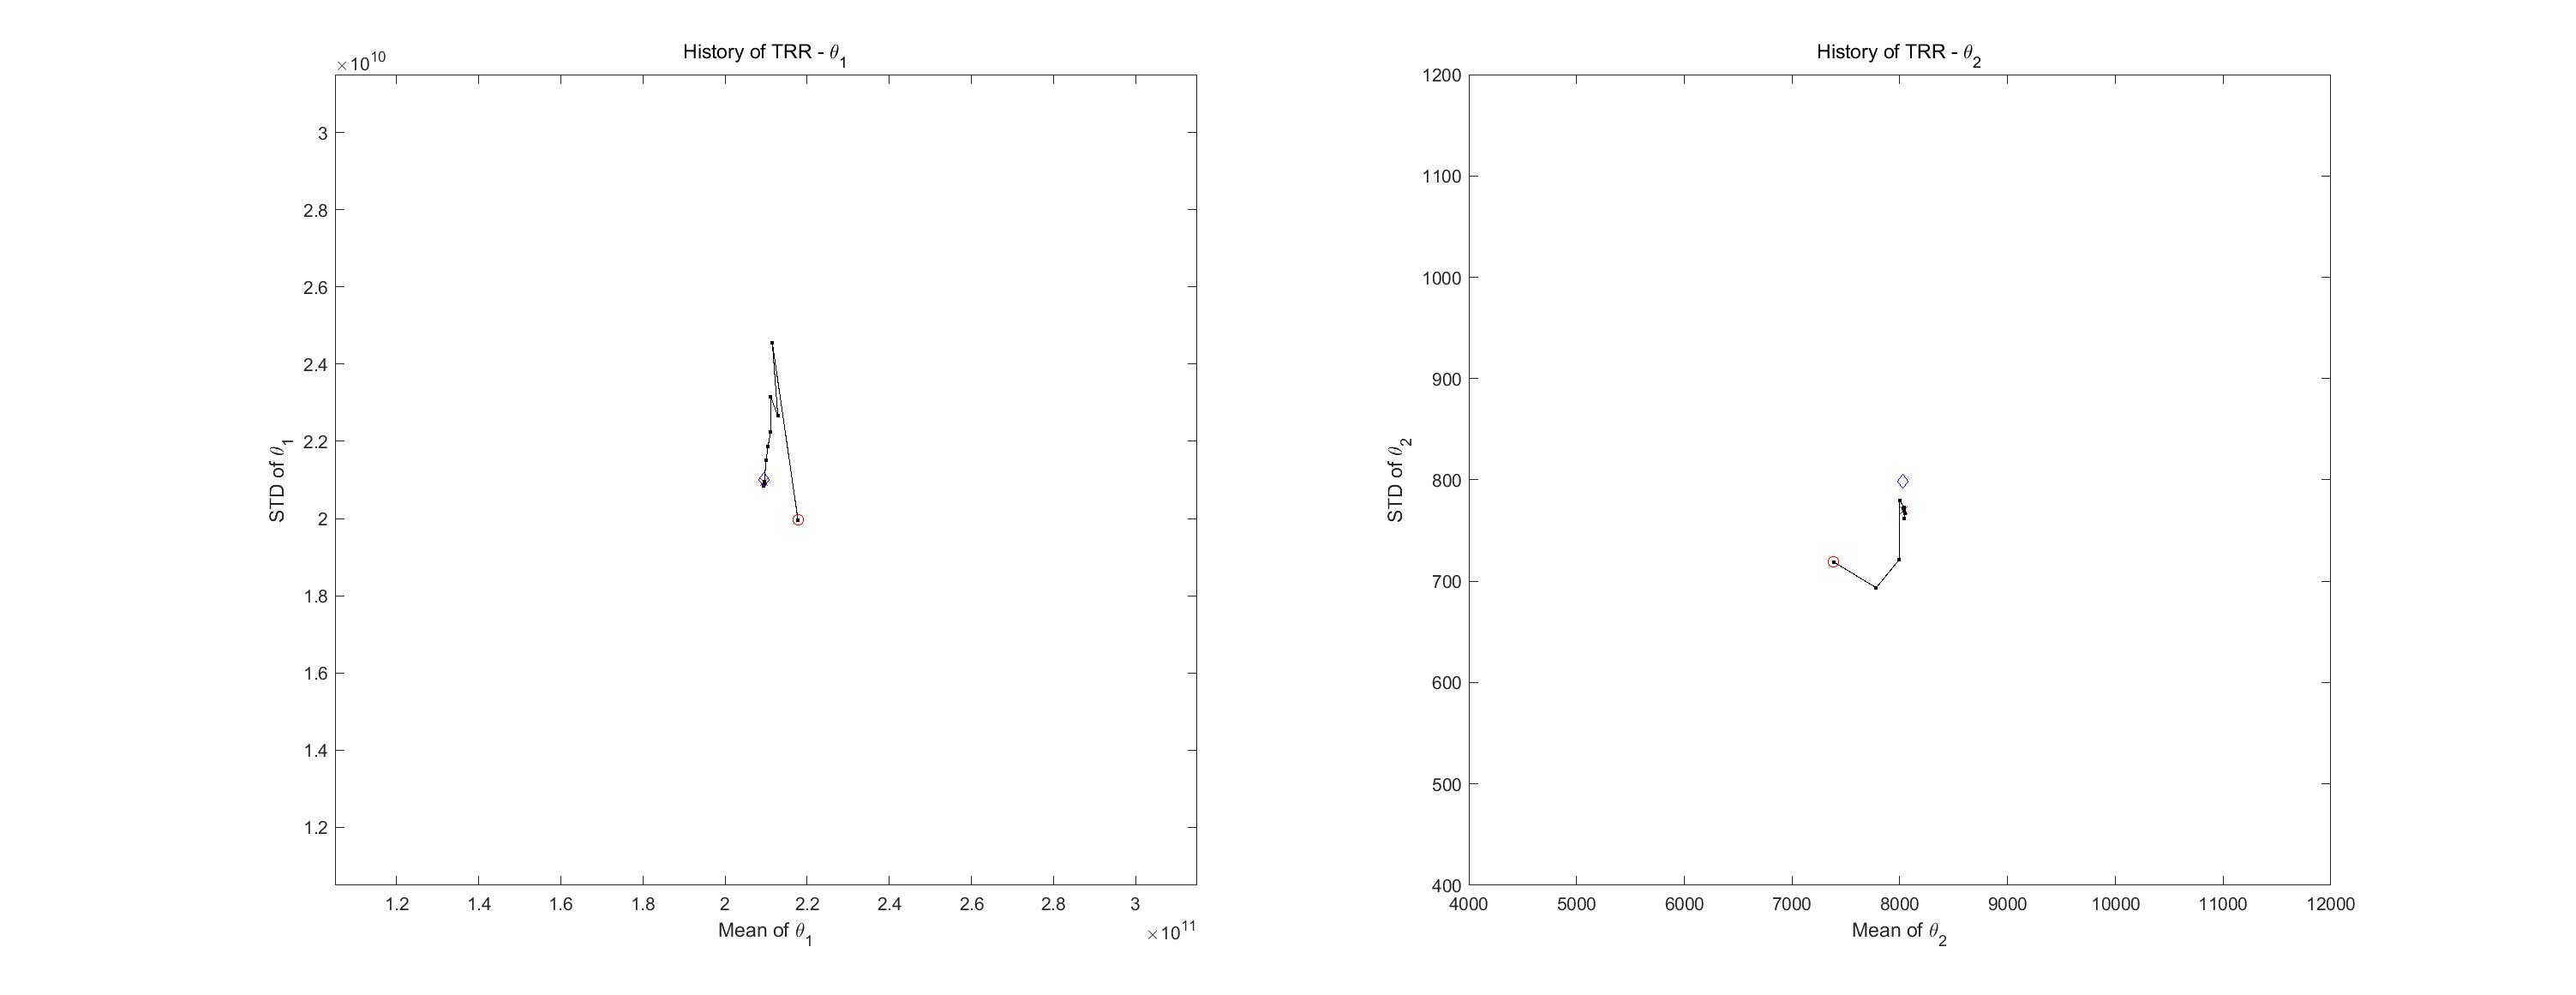 History of TRR - θ1
×10^10
3
2.8
2.6
2.4
2.2
2
1.8
1.6
1.4
1.2
STD of θ1
1.2 1.4 1.6 1.8 2 2.2 2.4 2.6 2.8 3
Mean of θ1
×10^11
History of TRR - θ2
1200
1100
1000
900
800
700
600
500
400
STD of θ2
4000 5000 6000 7000 8000 9000 10000 11000 12000
Mean of θ2